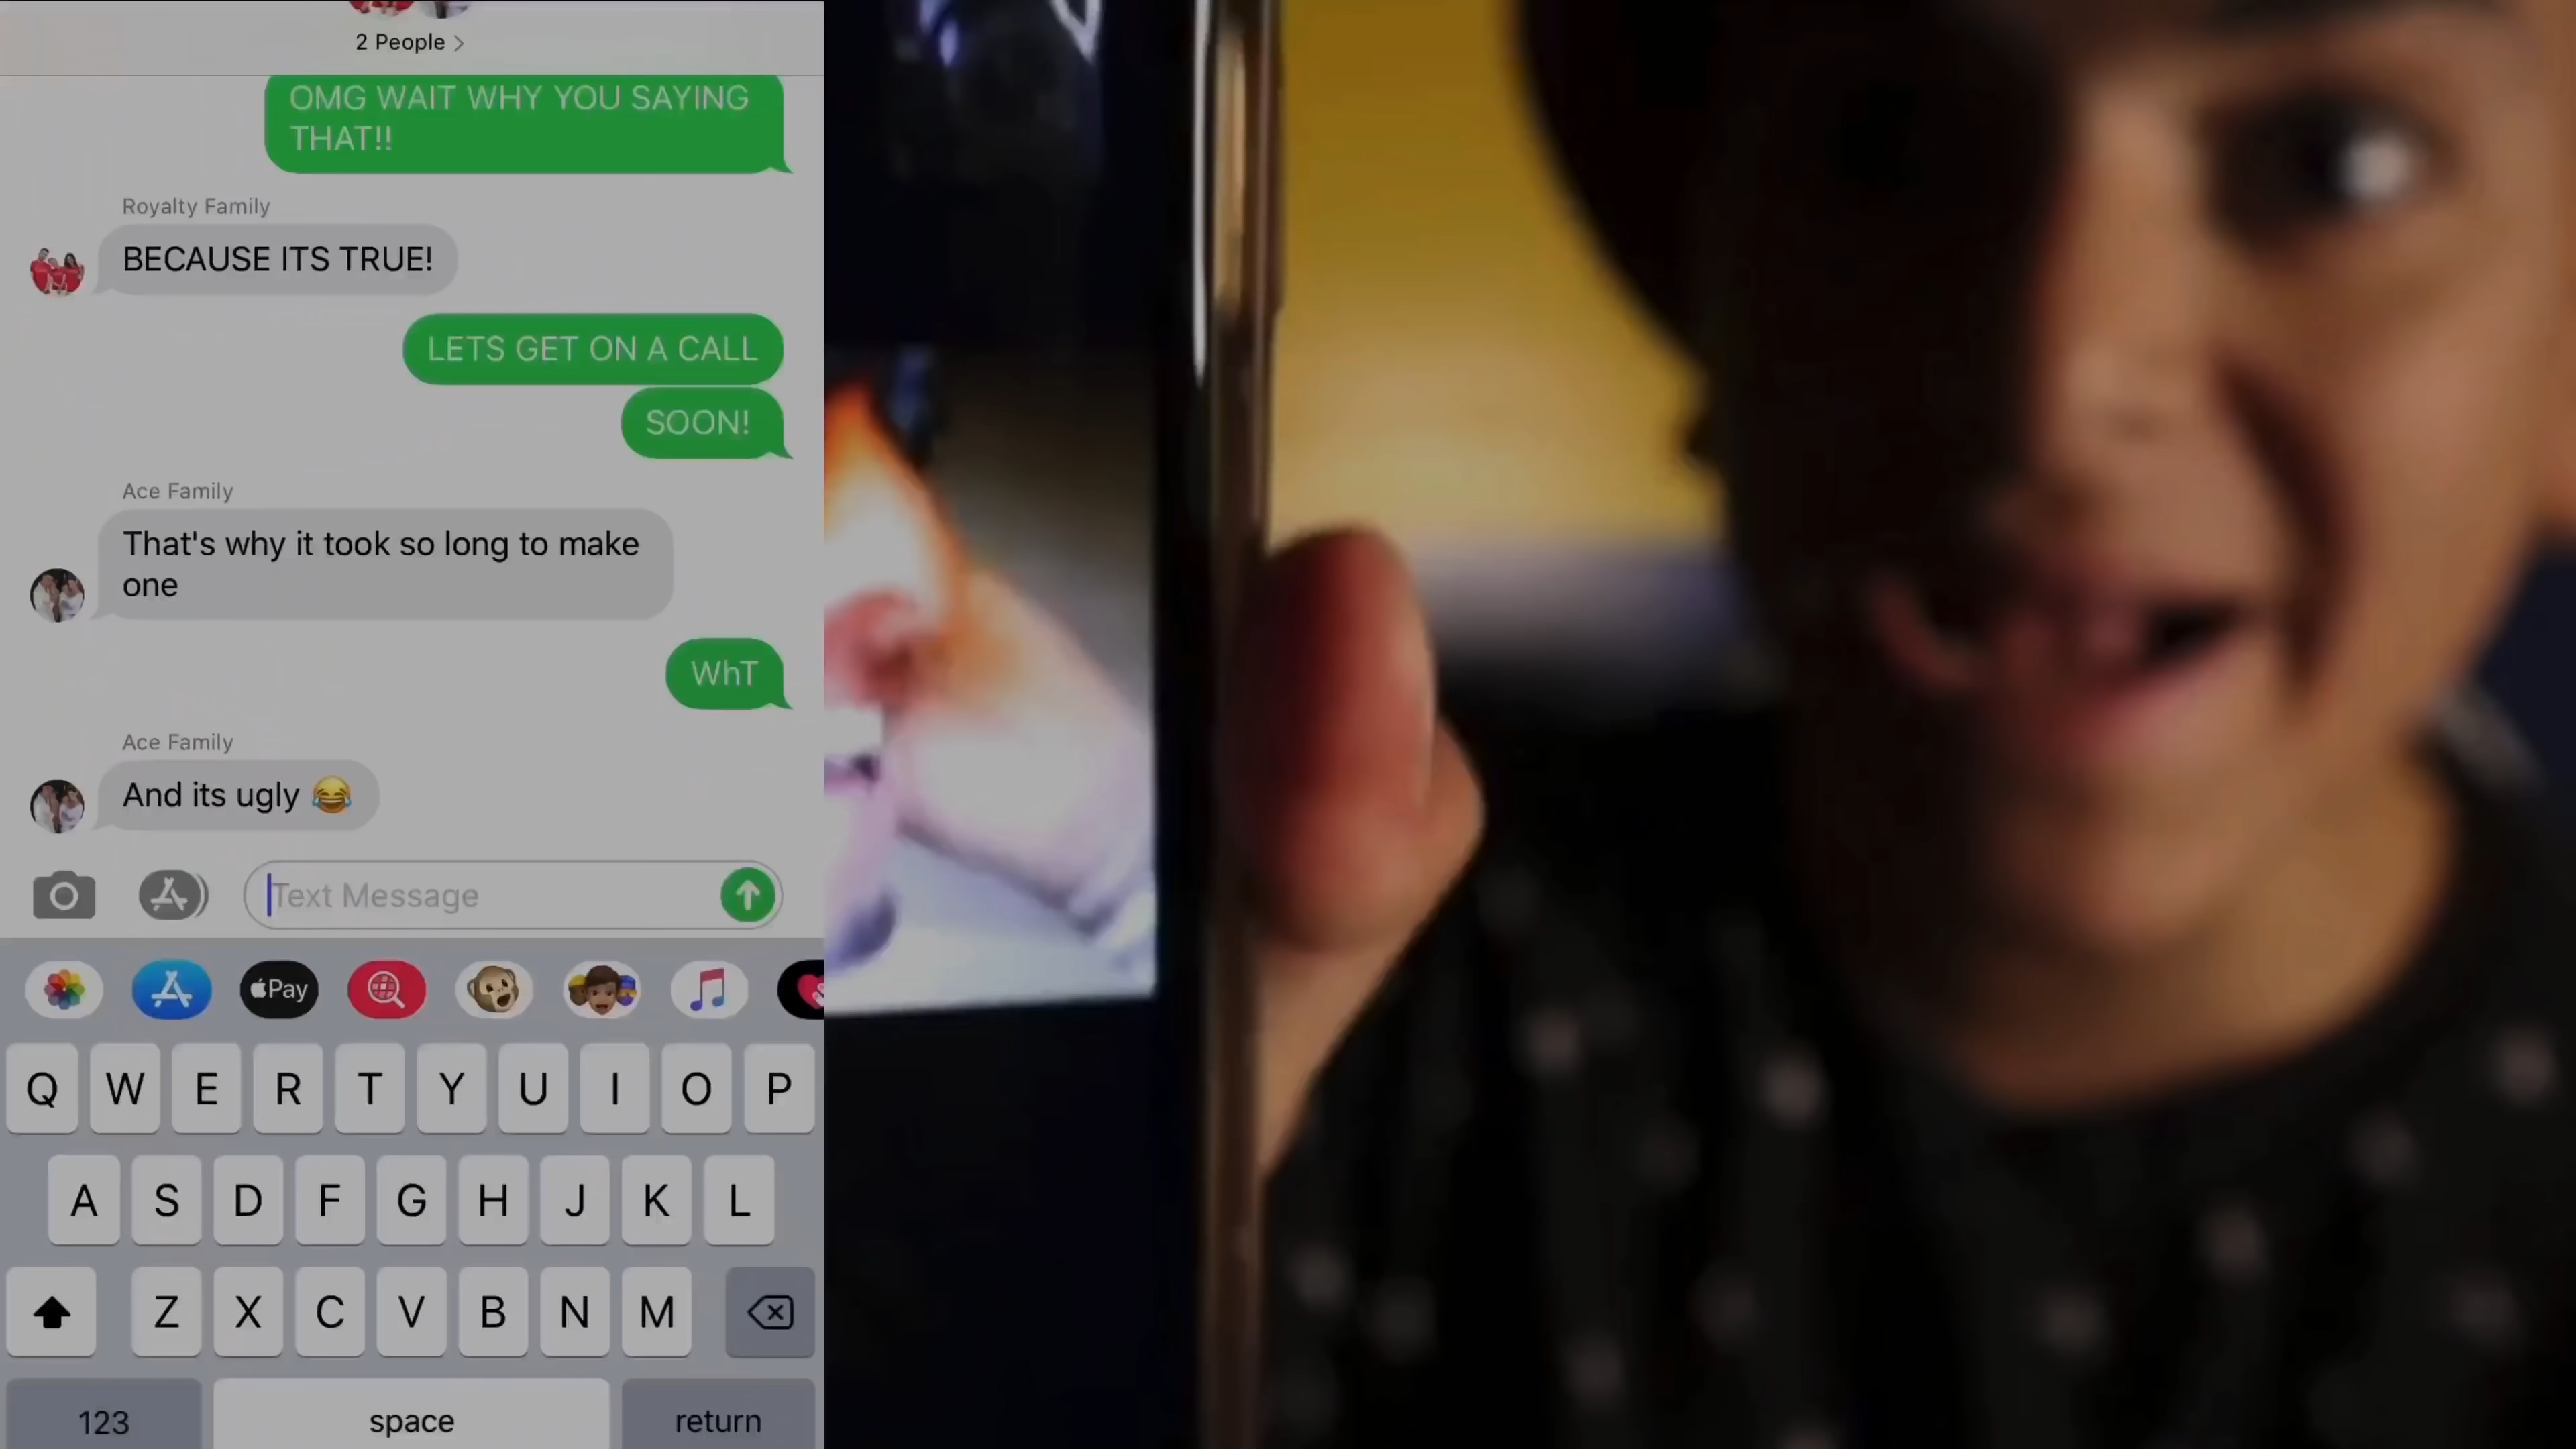 2 People >
OMG WAIT WHY YOU SAYING
THAT!!
Royalty Family
BECAUSE ITS TRUE!
LETS GET ON A CALL
SOON!
Ace Family
That's why it took so long to make
one
WhT
Ace Family
And its ugly 😂
Text Message
Pay
Q W E R T Y U I O P
A S D F G H J K L
Z X C V B N M
123 space return